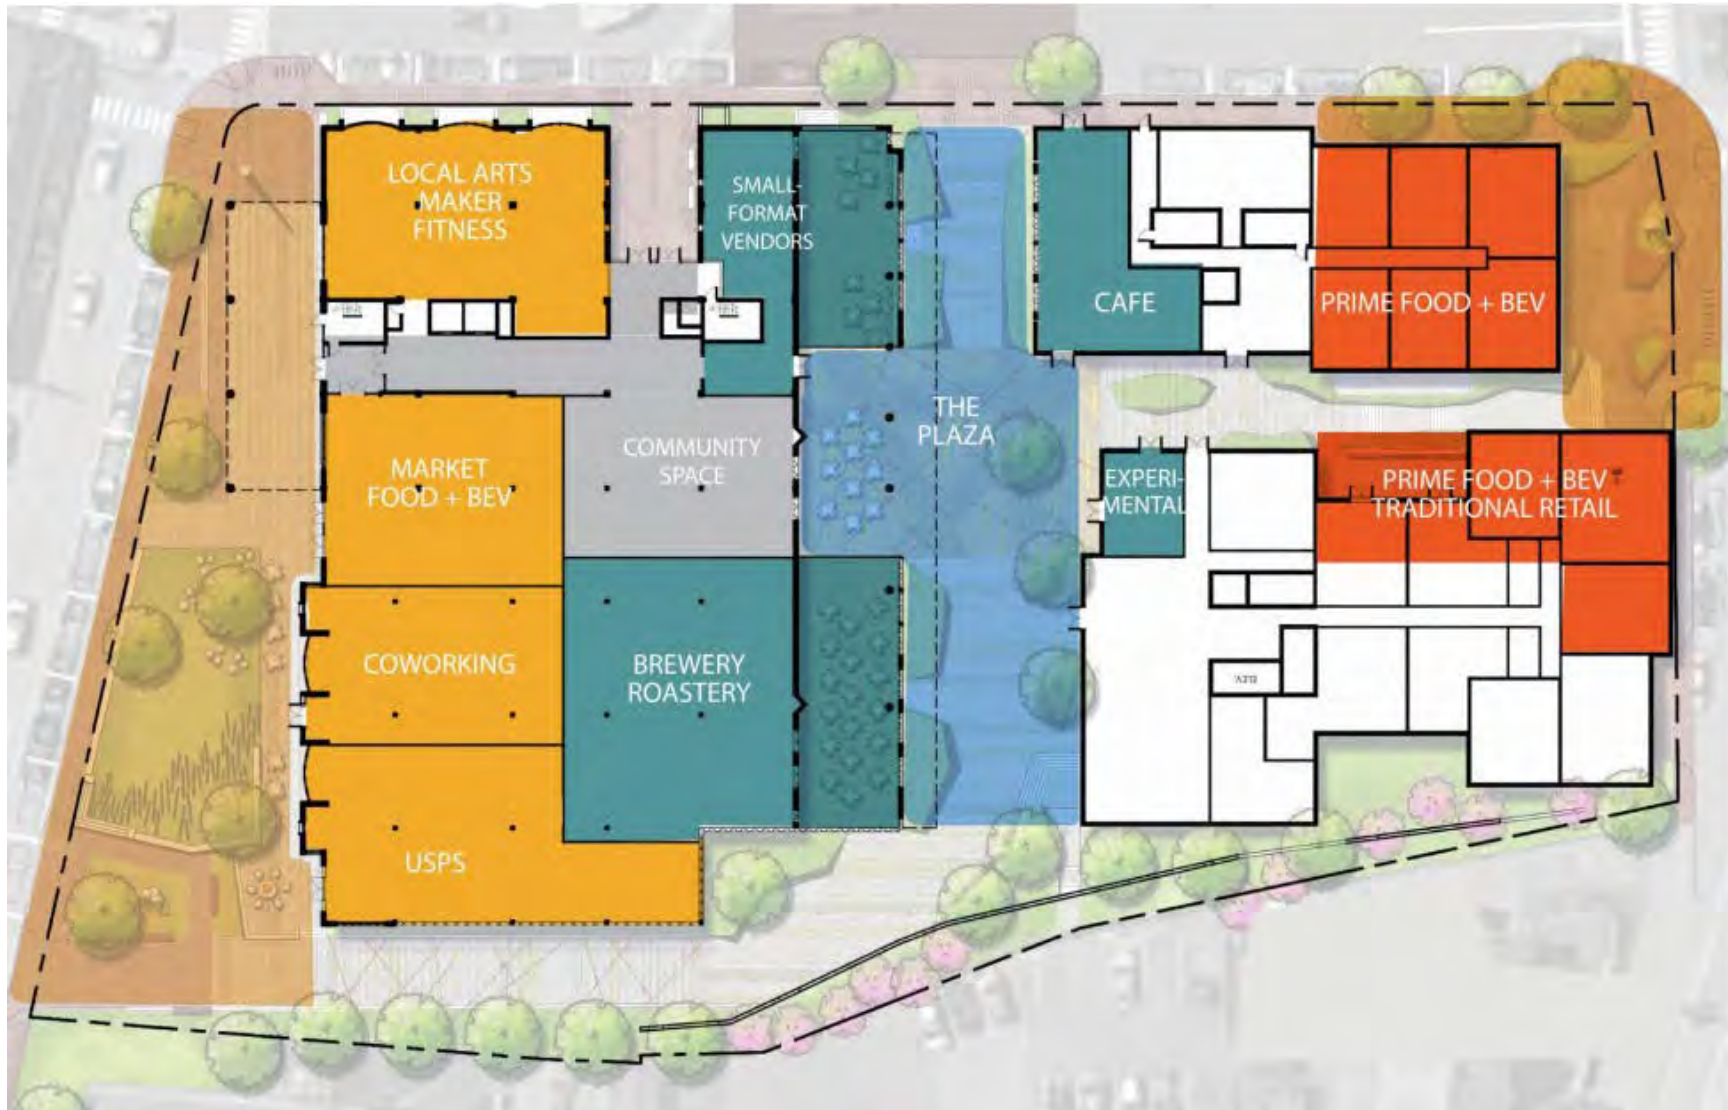 LOCAL ARTS
MAKER
FITNESS
SMALL-
FORMAT
VENDORS
CAFE
PRIME FOOD + BEV
THE
PLAZA
COMMUNITY
SPACE
MARKET
FOOD + BEV
EXPERI-
MENTAL
PRIME FOOD + BEV
TRADITIONAL RETAIL
COWORKING
BREWERY
ROASTERY
ELEV.
USPS